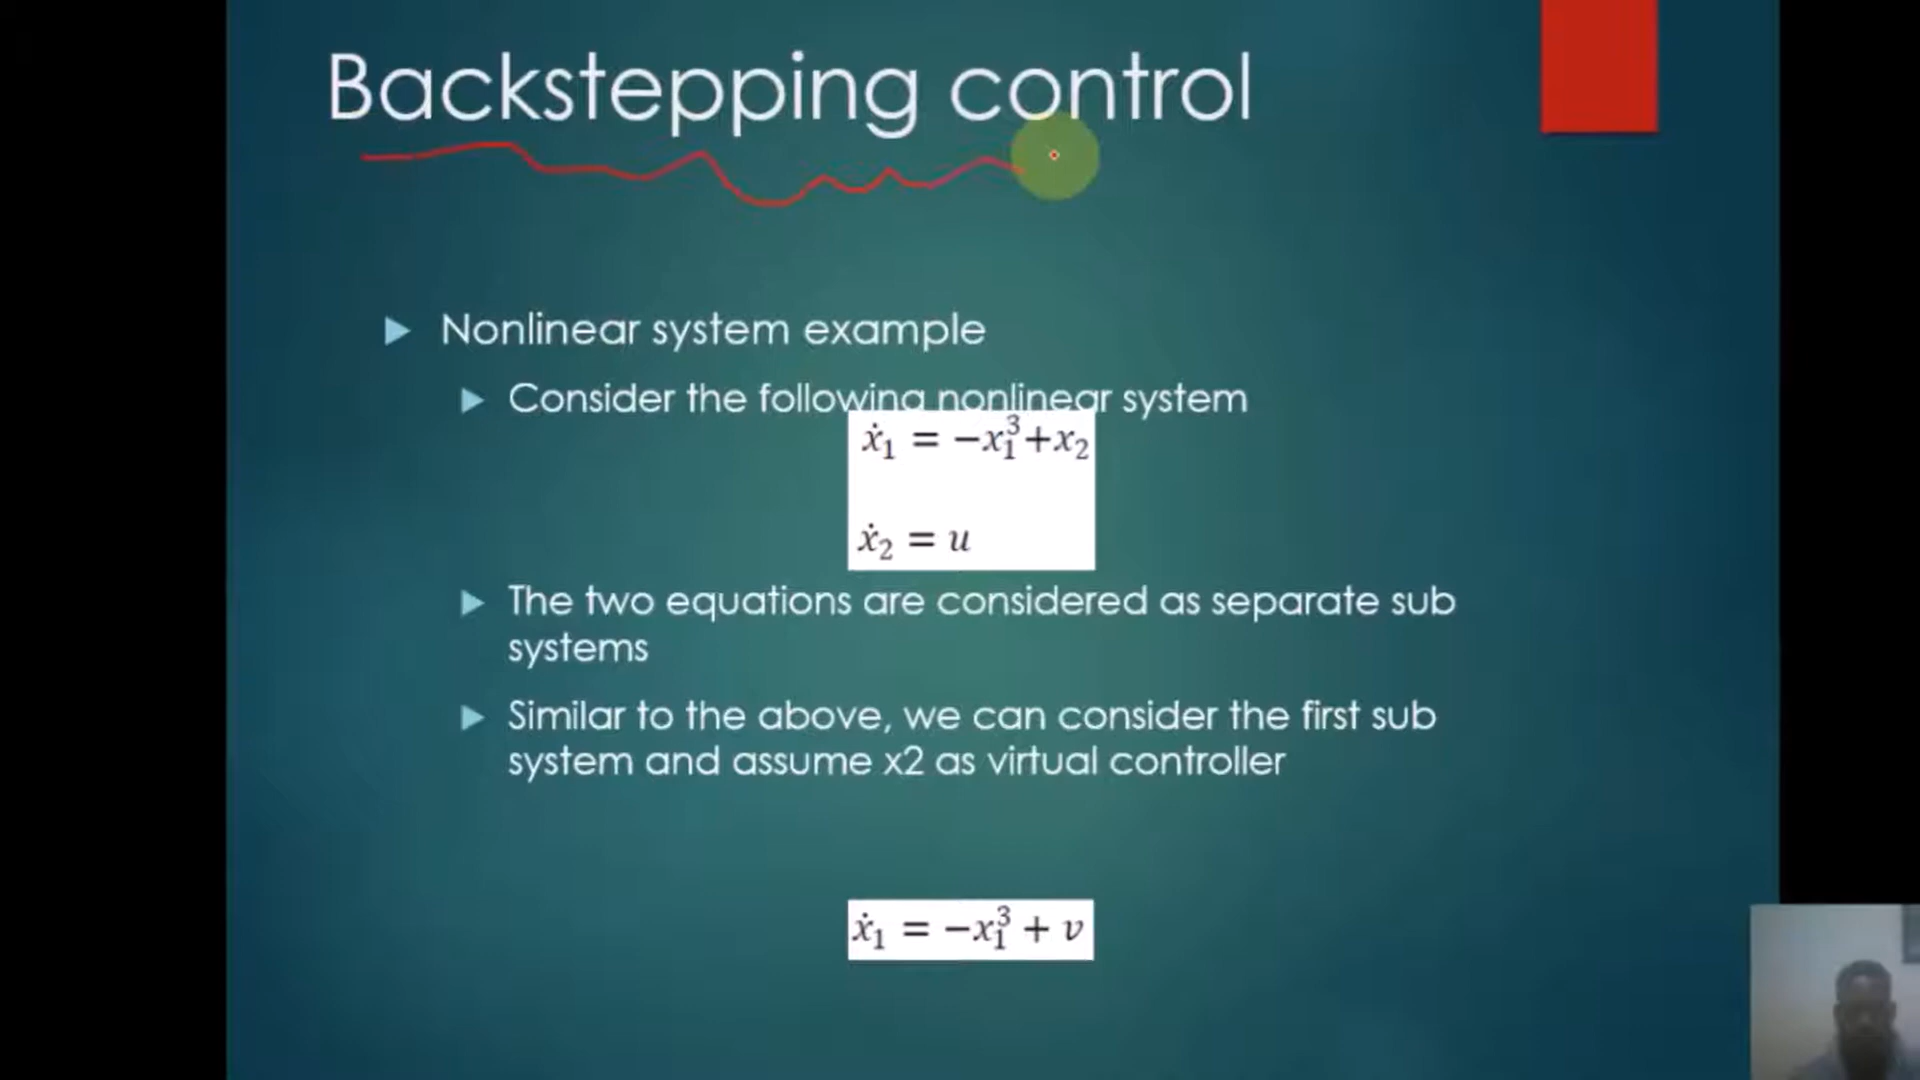 Backstepping control
Nonlinear system example
Consider the following nonlinear system
ẋ₁ = −x₁³+x₂
ẋ₂ = u
The two equations are considered as separate sub
systems
Similar to the above, we can consider the first sub
system and assume x2 as virtual controller
ẋ₁ = −x₁³ + v